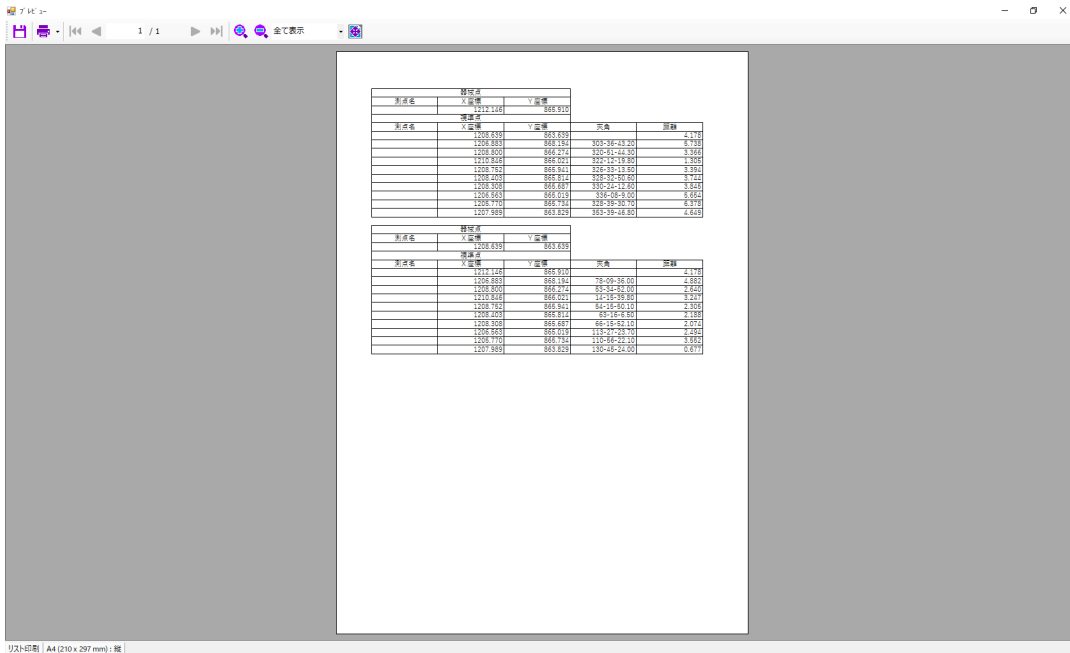 プレビュー
1 / 1 全て表示
器械点
測点名 X座標 Y座標
1212.146 865.910
視準点
測点名 X座標 Y座標 夾角 距離
1208.639 863.639 4.178
1206.883 868.194 303-36-43.20 5.738
1208.800 866.274 320-51-44.30 3.366
1210.846 866.021 322-12-19.80 1.305
1208.752 865.941 326-33-13.50 3.394
1208.403 865.814 328-32-50.60 3.744
1208.308 865.687 330-24-12.60 3.845
1206.563 865.019 336-08-9.00 5.654
1205.770 865.734 328-39-30.70 6.378
1207.989 863.829 353-39-46.80 4.649
器械点
測点名 X座標 Y座標
1208.639 863.639
視準点
測点名 X座標 Y座標 夾角 距離
1212.146 865.910 4.178
1206.883 868.194 78-09-36.00 4.882
1208.800 866.274 53-34-52.00 2.640
1210.846 866.021 14-15-39.80 3.247
1208.752 865.941 54-15-50.10 2.305
1208.403 865.814 63-16-6.50 2.188
1208.308 865.687 66-15-52.10 2.074
1206.563 865.019 113-27-23.70 2.494
1205.770 865.734 110-56-22.10 3.552
1207.989 863.829 130-45-24.00 0.677
リスト印刷 A4 (210 x 297 mm) : 縦